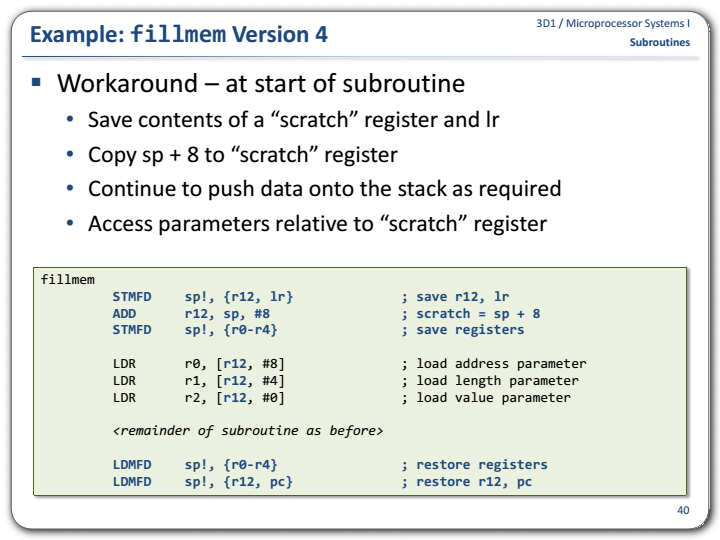 Example: fillmem Version 4
3D1 / Microprocessor Systems I
Subroutines
▪ Workaround – at start of subroutine
• Save contents of a “scratch” register and lr
• Copy sp + 8 to “scratch” register
• Continue to push data onto the stack as required
• Access parameters relative to “scratch” register
fillmem
STMFD sp!, {r12, lr} ; save r12, lr
ADD r12, sp, #8 ; scratch = sp + 8
STMFD sp!, {r0-r4} ; save registers
LDR r0, [r12, #8] ; load address parameter
LDR r1, [r12, #4] ; load length parameter
LDR r2, [r12, #0] ; load value parameter
<remainder of subroutine as before>
LDMFD sp!, {r0-r4} ; restore registers
LDMFD sp!, {r12, pc} ; restore r12, pc
40